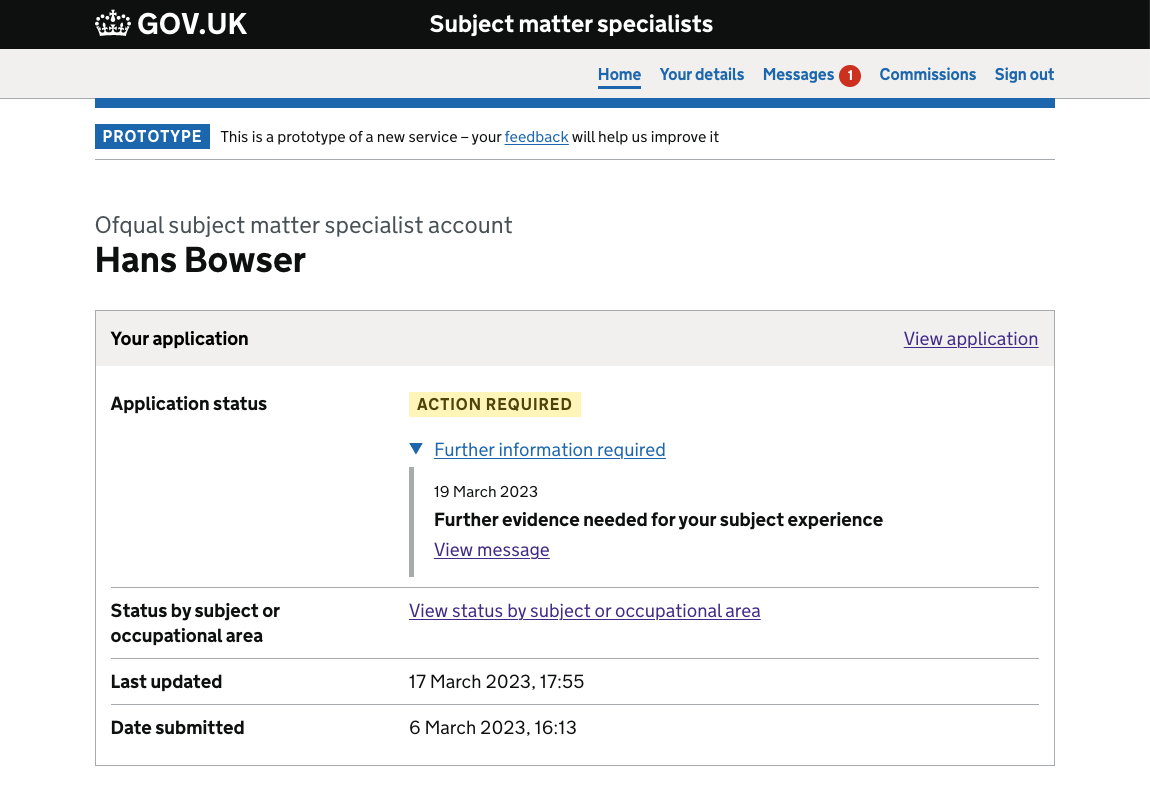 GOV.UK Subject matter specialists
Home Your details Messages 1 Commissions Sign out
PROTOTYPE This is a prototype of a new service – your feedback will help us improve it
Ofqual subject matter specialist account
Hans Bowser
Your application View application
Application status ACTION REQUIRED
Further information required
19 March 2023
Further evidence needed for your subject experience
View message
Status by subject or View status by subject or occupational area
occupational area
Last updated 17 March 2023, 17:55
Date submitted 6 March 2023, 16:13